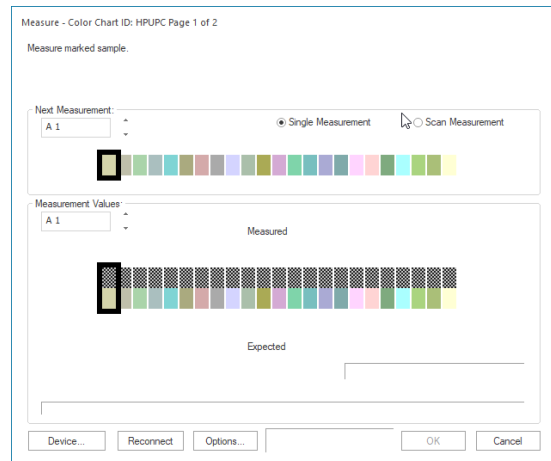 Measure - Color Chart ID: HPUPC Page 1 of 2
Measure marked sample.
Next Measurement:
A 1
Single Measurement
Scan Measurement
Measurement Values:
A 1
Measured
Expected
Device...
Reconnect
Options...
OK
Cancel